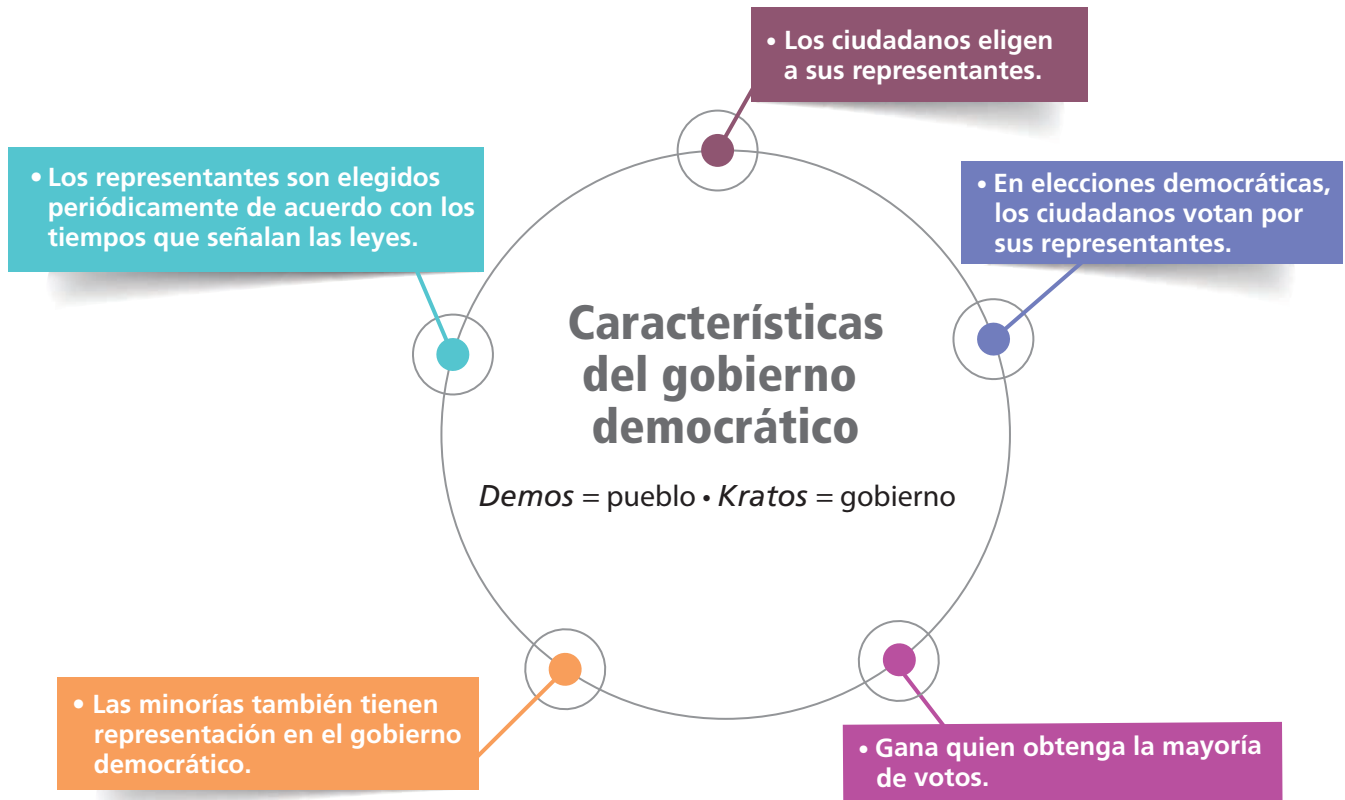 • Los ciudadanos eligen
a sus representantes.
• Los representantes son elegidos
periódicamente de acuerdo con los
tiempos que señalan las leyes.
• En elecciones democráticas,
los ciudadanos votan por
sus representantes.
Características
del gobierno
democrático
Demos = pueblo • Kratos = gobierno
• Las minorías también tienen
representación en el gobierno
democrático.
• Gana quien obtenga la mayoría
de votos.